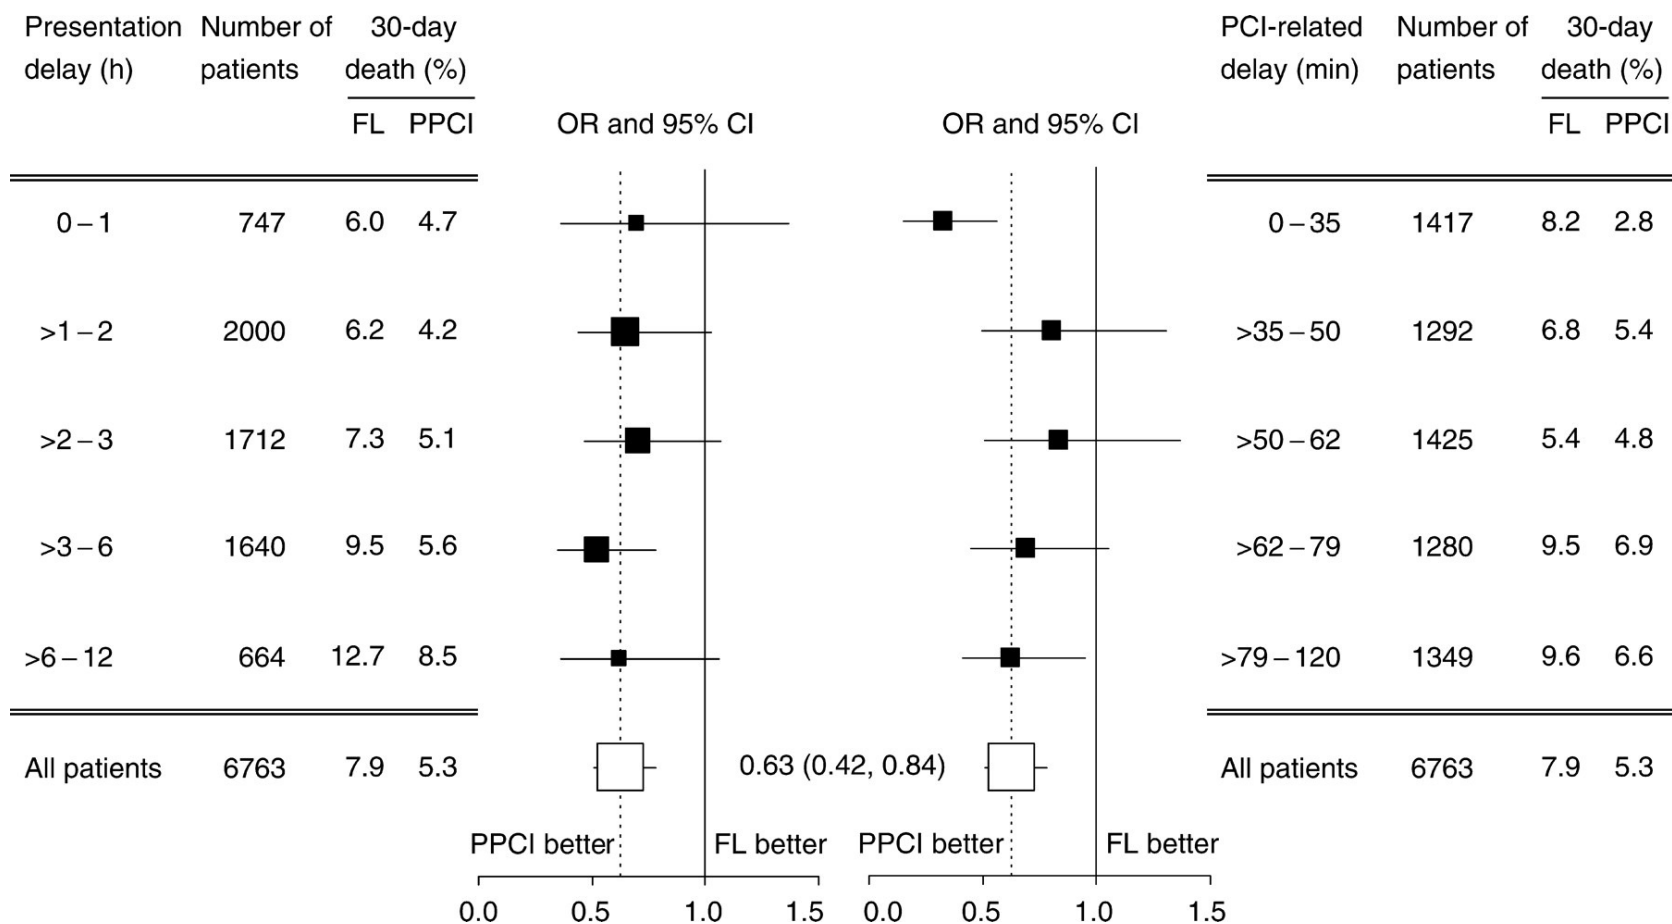 Presentation Number of 30-day
delay (h) patients death (%)
FL PPCI OR and 95% CI
0–1 747 6.0 4.7
>1–2 2000 6.2 4.2
>2–3 1712 7.3 5.1
>3–6 1640 9.5 5.6
>6–12 664 12.7 8.5
All patients 6763 7.9 5.3
PPCI better FL better
0.0 0.5 1.0 1.5
0.63 (0.42, 0.84)
PCI-related Number of 30-day
delay (min) patients death (%)
OR and 95% CI FL PPCI
0–35 1417 8.2 2.8
>35–50 1292 6.8 5.4
>50–62 1425 5.4 4.8
>62–79 1280 9.5 6.9
>79–120 1349 9.6 6.6
All patients 6763 7.9 5.3
PPCI better FL better
0.0 0.5 1.0 1.5